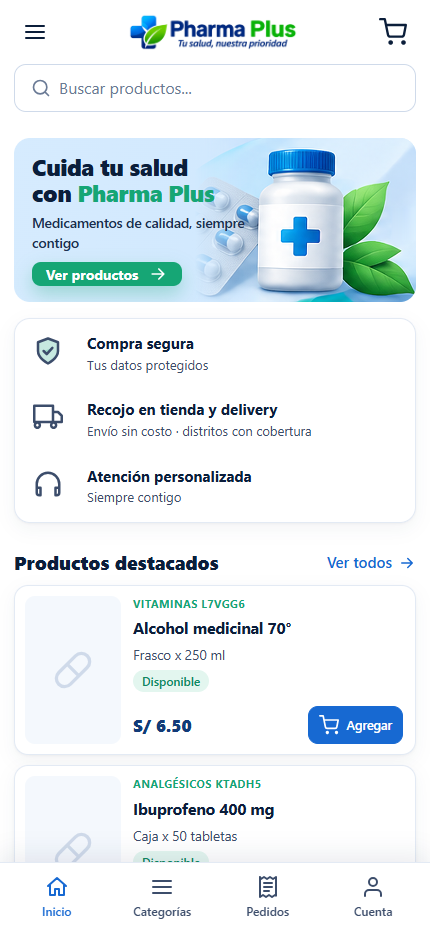 Pharma Plus
Tu salud, nuestra prioridad
Buscar productos...
Cuida tu salud
con Pharma Plus
Medicamentos de calidad, siempre
contigo
Ver productos
Compra segura
Tus datos protegidos
Recojo en tienda y delivery
Envío sin costo · distritos con cobertura
Atención personalizada
Siempre contigo
Productos destacados
Ver todos
VITAMINAS L7VGG6
Alcohol medicinal 70°
Frasco x 250 ml
Disponible
S/ 6.50
Agregar
ANALGÉSICOS KTADH5
Ibuprofeno 400 mg
Caja x 50 tabletas
Disponible
Inicio
Categorías
Pedidos
Cuenta